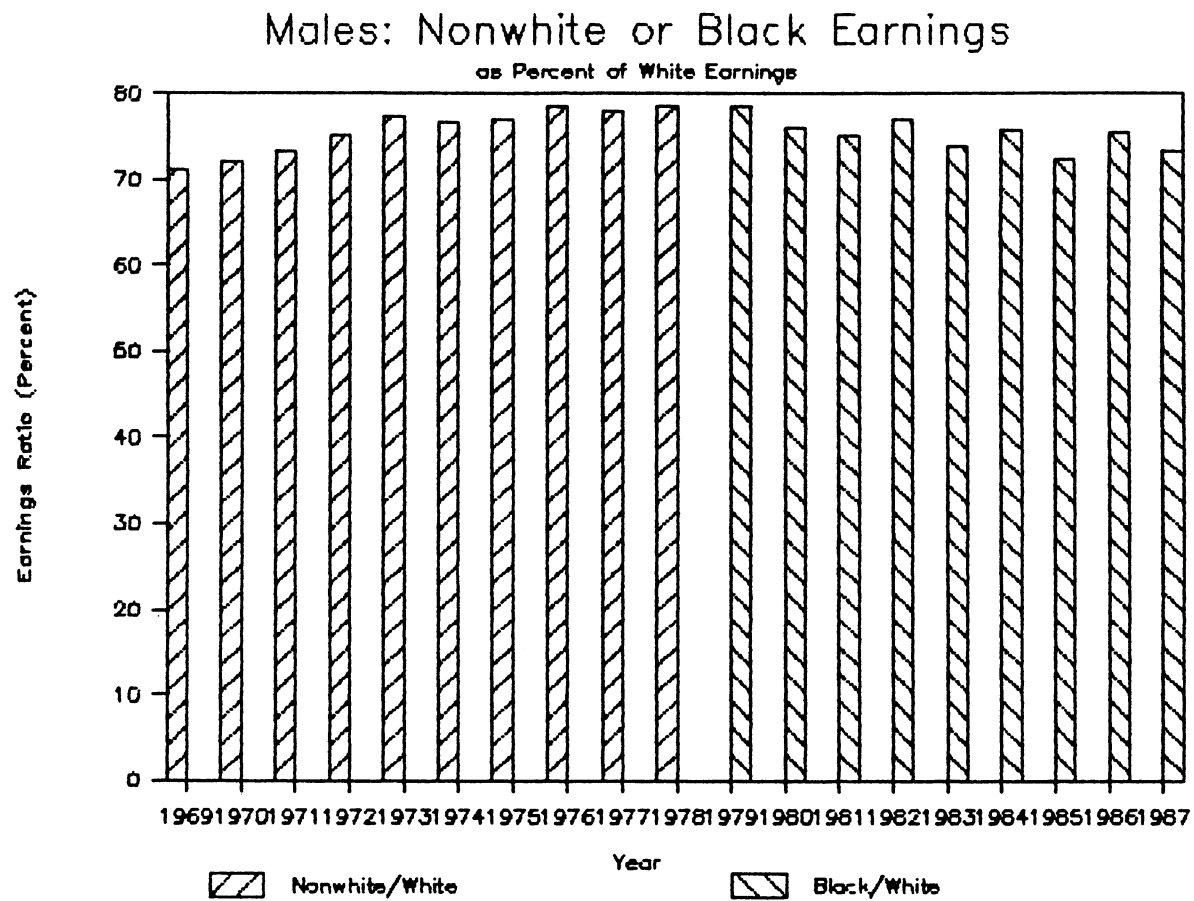 Males: Nonwhite or Black Earnings
as Percent of White Earnings
80
70
60
50
40
30
20
10
0
Earnings Ratio (Percent)
1969 1970 1971 1972 1973 1974 1975 1976 1977 1978 1979 1980 1981 1982 1983 1984 1985 1986 1987
Year
Nonwhite/White Black/White